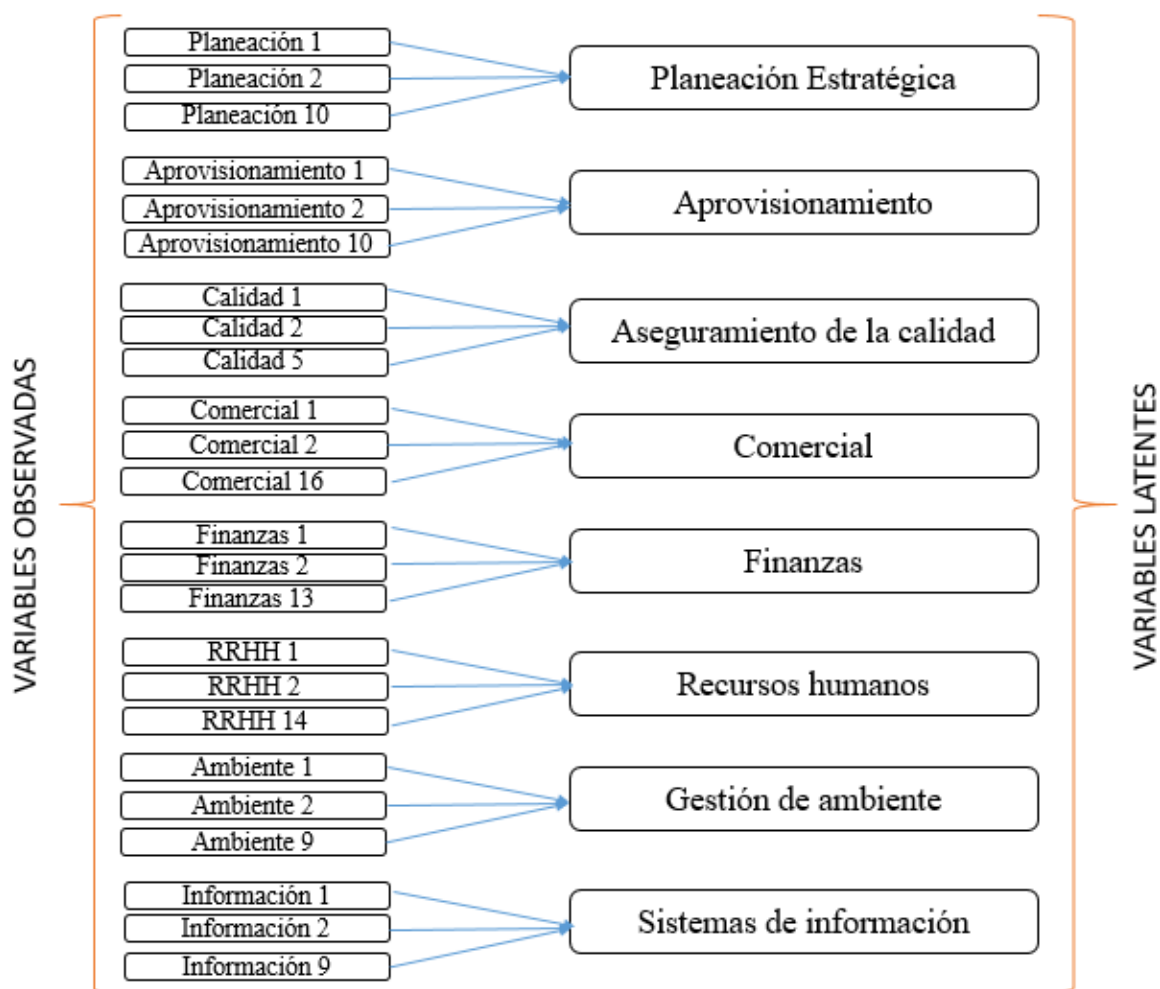 VARIABLES OBSERVADAS
Planeación 1
Planeación 2
Planeación 10
Planeación Estratégica
Aprovisionamiento 1
Aprovisionamiento 2
Aprovisionamiento 10
Aprovisionamiento
Calidad 1
Calidad 2
Calidad 5
Aseguramiento de la calidad
Comercial 1
Comercial 2
Comercial 16
Comercial
Finanzas 1
Finanzas 2
Finanzas 13
Finanzas
RRHH 1
RRHH 2
RRHH 14
Recursos humanos
Ambiente 1
Ambiente 2
Ambiente 9
Gestión de ambiente
Información 1
Información 2
Información 9
Sistemas de información
VARIABLES LATENTES